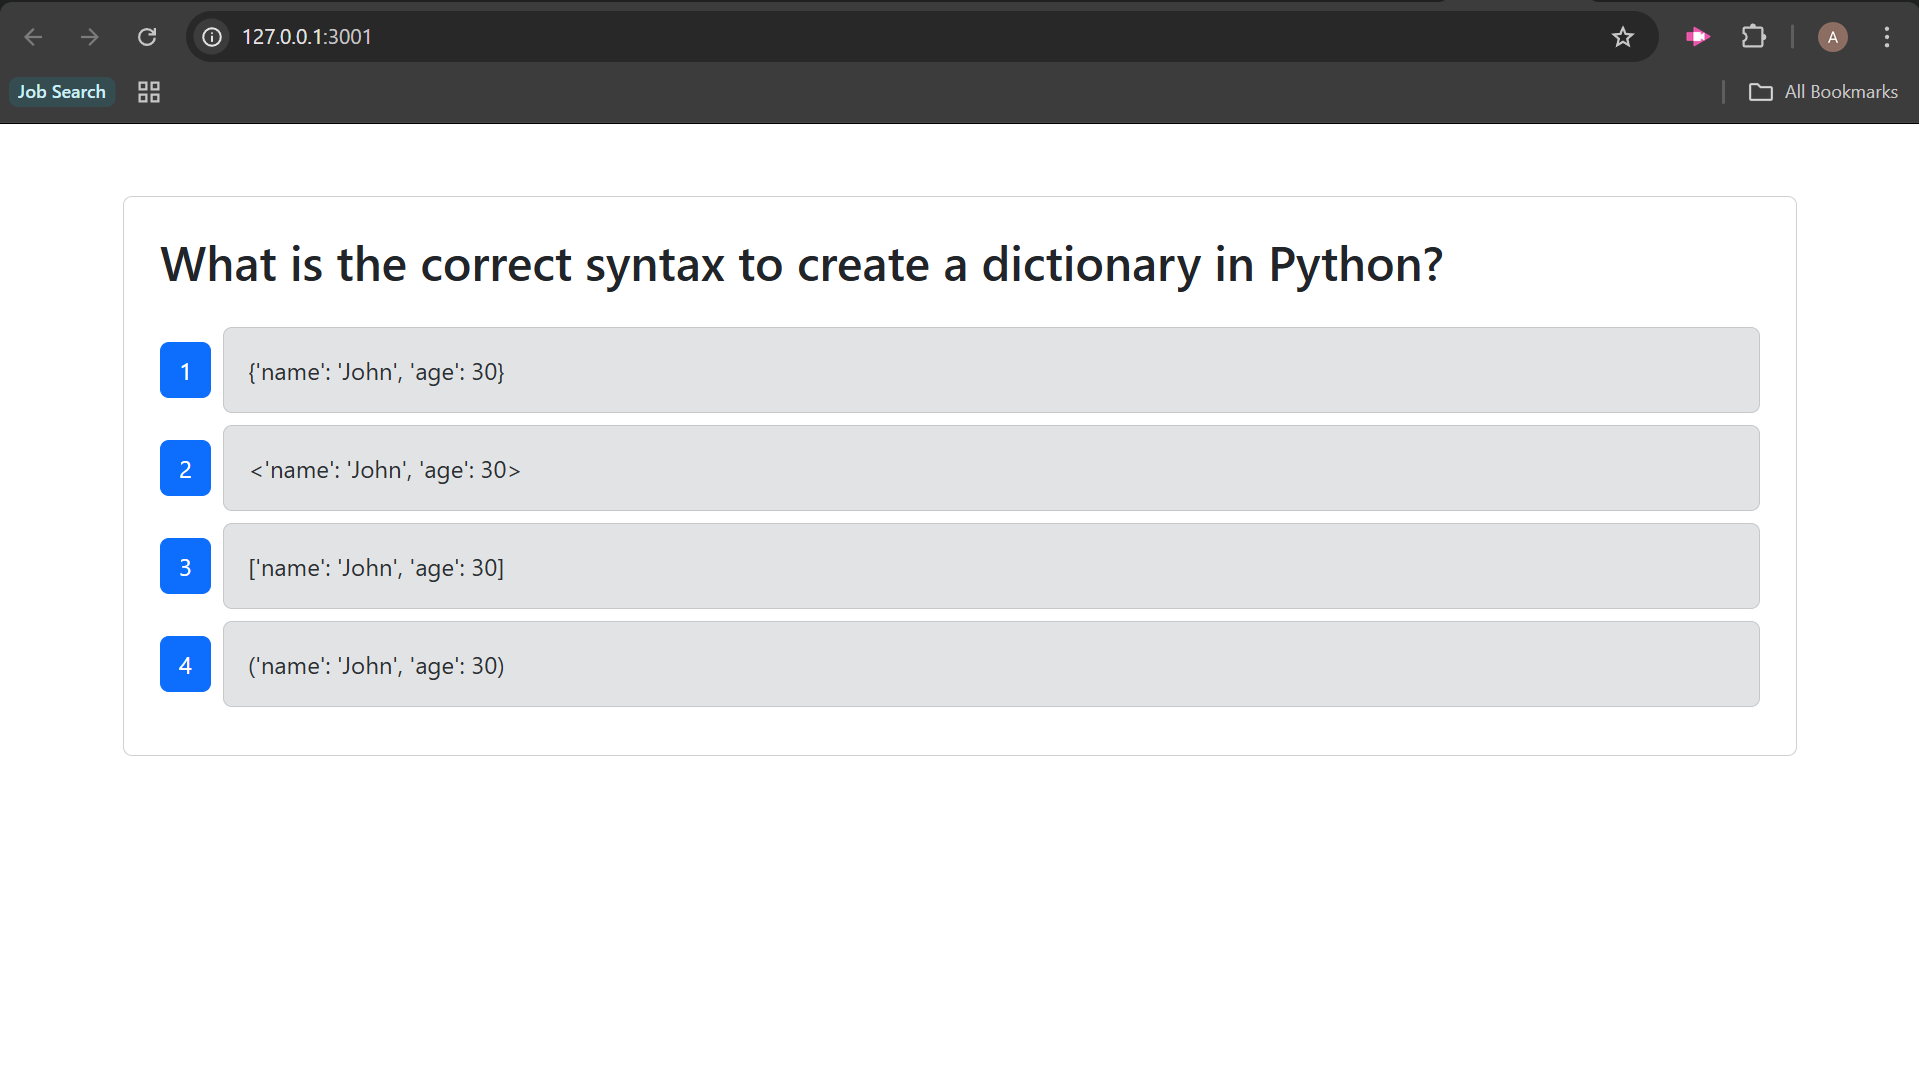 127.0.0.1:3001
A
Job Search
All Bookmarks
What is the correct syntax to create a dictionary in Python?
1
{'name': 'John', 'age': 30}
2
<'name': 'John', 'age': 30>
3
['name': 'John', 'age': 30]
4
('name': 'John', 'age': 30)